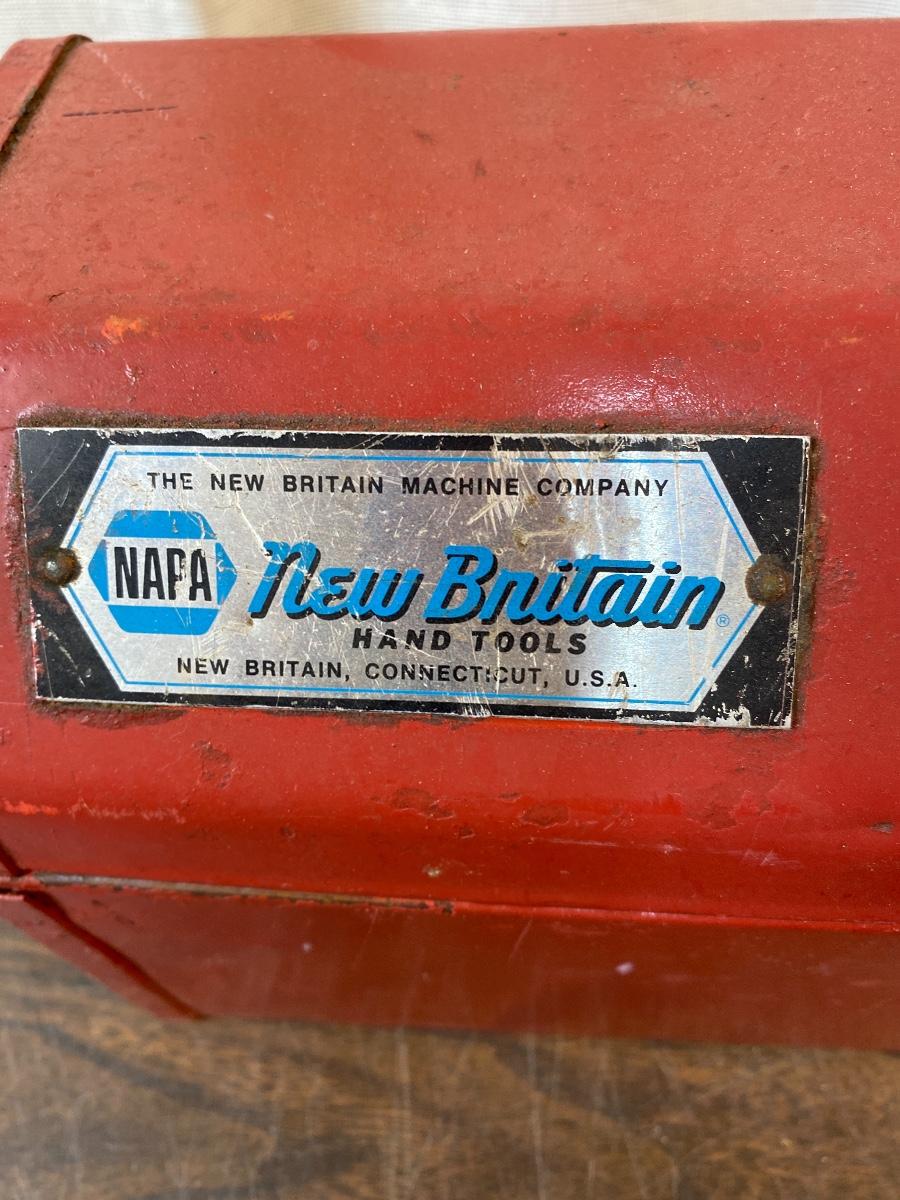 THE NEW BRITAIN MACHINE COMPANY
NAPA New Britain ®
HAND TOOLS
NEW BRITAIN, CONNECTICUT, U.S.A.